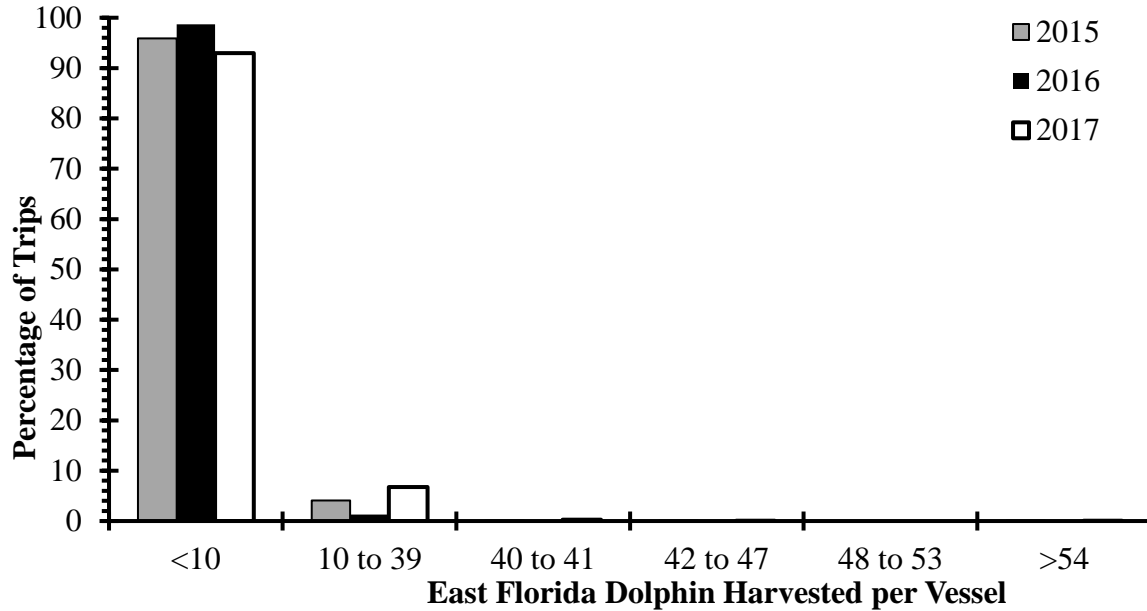 100
90
80
70
60
50
40
30
20
10
0
Percentage of Trips
2015
2016
2017
<10
10 to 39
40 to 41
42 to 47
48 to 53
>54
East Florida Dolphin Harvested per Vessel